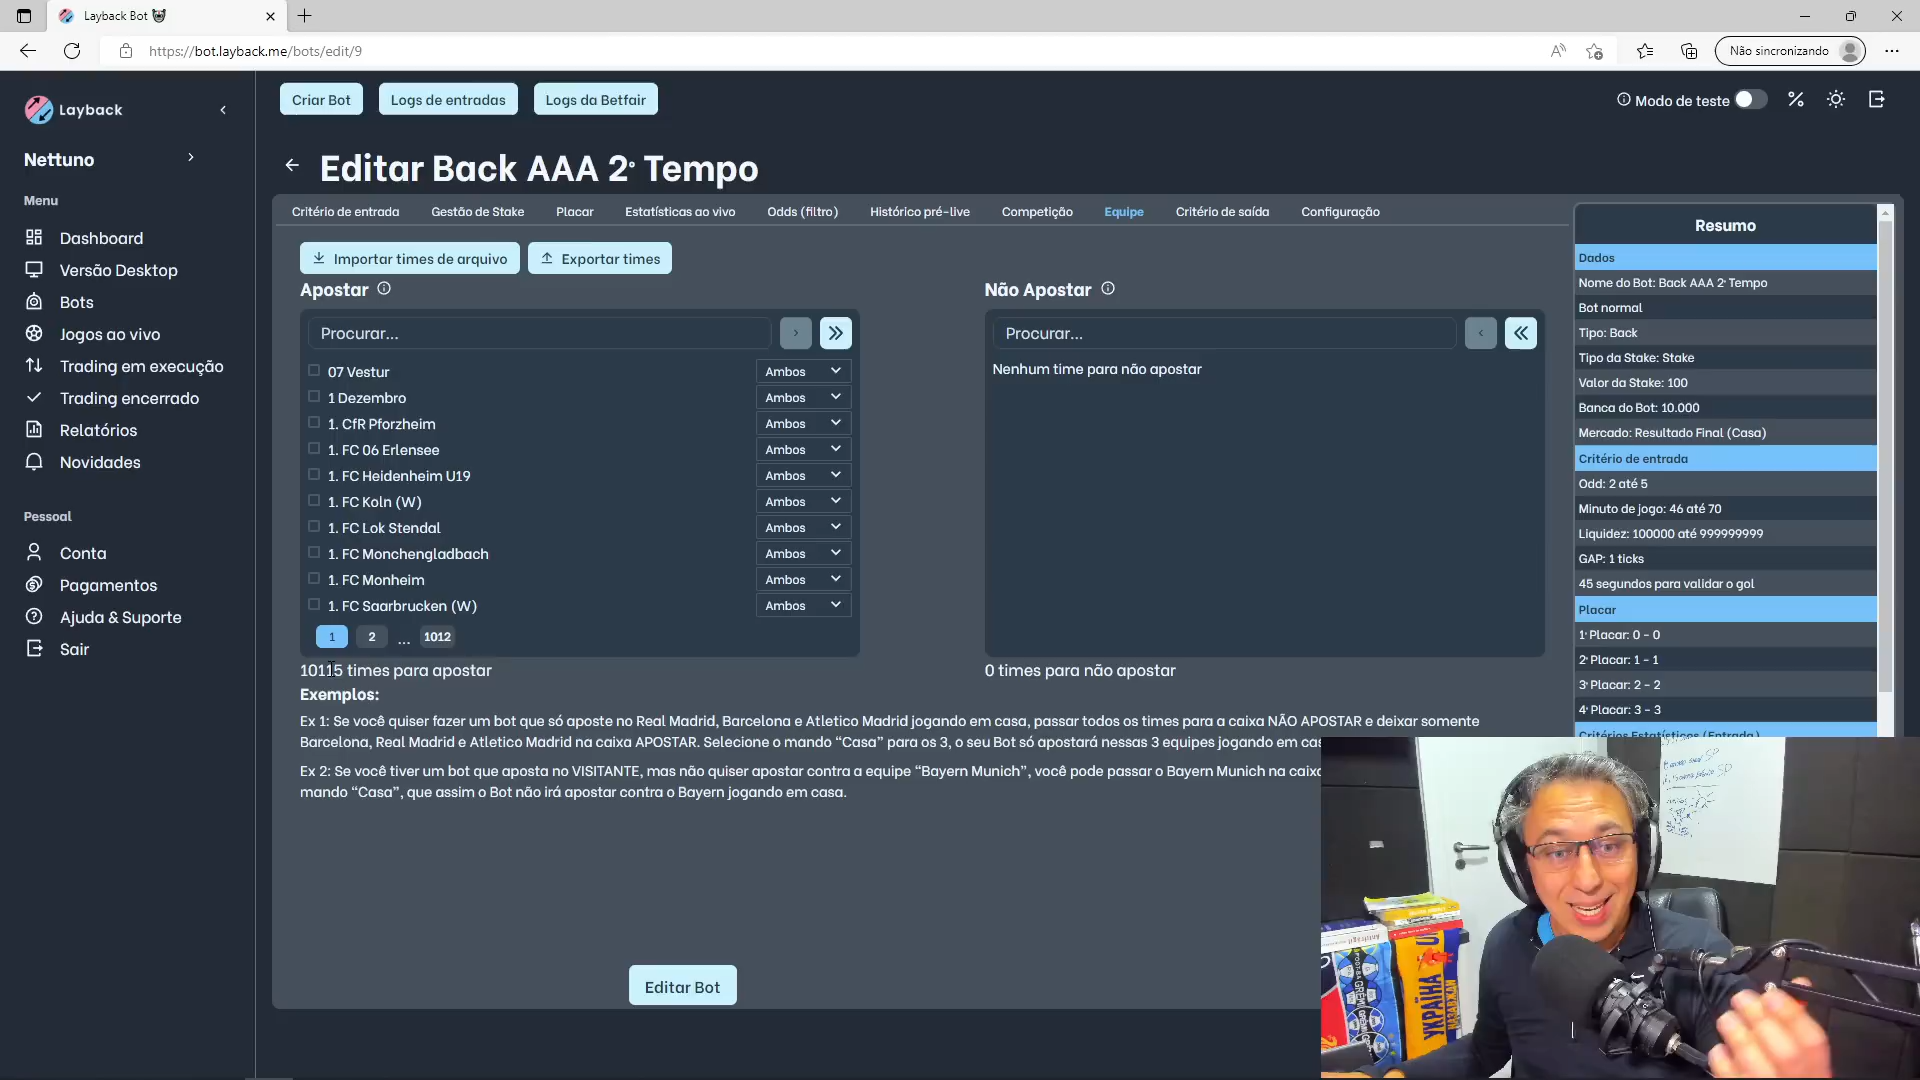 Layback Bot
https://bot.layback.me/bots/edit/9
Não sincronizando
Layback
Criar Bot
Logs de entradas
Logs da Betfair
Modo de teste
Nettuno
Menu
Dashboard
Versão Desktop
Bots
Jogos ao vivo
Trading em execução
Trading encerrado
Relatórios
Novidades
Pessoal
Conta
Pagamentos
Ajuda & Suporte
Sair
Editar Back AAA 2° Tempo
Critério de entrada
Gestão de Stake
Placar
Estatísticas ao vivo
Odds (filtro)
Histórico pré-live
Competição
Equipe
Critério de saída
Configuração
Importar times de arquivo
Exportar times
Apostar
Procurar...
07 Vestur Ambos
1 Dezembro Ambos
1. CfR Pforzheim Ambos
1. FC 06 Erlensee Ambos
1. FC Heidenheim U19 Ambos
1. FC Koln (W) Ambos
1. FC Lok Stendal Ambos
1. FC Monchengladbach Ambos
1. FC Monheim Ambos
1. FC Saarbrucken (W) Ambos
1 2 ... 1012
10115 times para apostar
Não Apostar
Procurar...
Nenhum time para não apostar
0 times para não apostar
Exemplos:
Ex 1: Se você quiser fazer um bot que só aposte no Real Madrid, Barcelona e Atletico Madrid jogando em casa, passar todos os times para a caixa NÃO APOSTAR e deixar somente
Barcelona, Real Madrid e Atletico Madrid na caixa APOSTAR. Selecione o mando “Casa” para os 3, o seu Bot só apostará nessas 3 equipes jogando em
Ex 2: Se você tiver um bot que aposta no VISITANTE, mas não quiser apostar contra a equipe “Bayern Munich”, você pode passar o Bayern Munich na caixa
mando “Casa”, que assim o Bot não irá apostar contra o Bayern jogando em casa.
Editar Bot
Resumo
Dados
Nome do Bot: Back AAA 2° Tempo
Bot normal
Tipo: Back
Tipo da Stake: Stake
Valor da Stake: 100
Banca do Bot: 10.000
Mercado: Resultado Final (Casa)
Critério de entrada
Odd: 2 até 5
Minuto de jogo: 46 até 70
Liquidez: 100000 até 999999999
GAP: 1 ticks
45 segundos para validar o gol
Placar
1° Placar: 0 - 0
2° Placar: 1 - 1
3° Placar: 2 - 2
4° Placar: 3 - 3
Critérios Estatísticos (Entrada)
УКРАЇНА
НАЗАВЖДИ